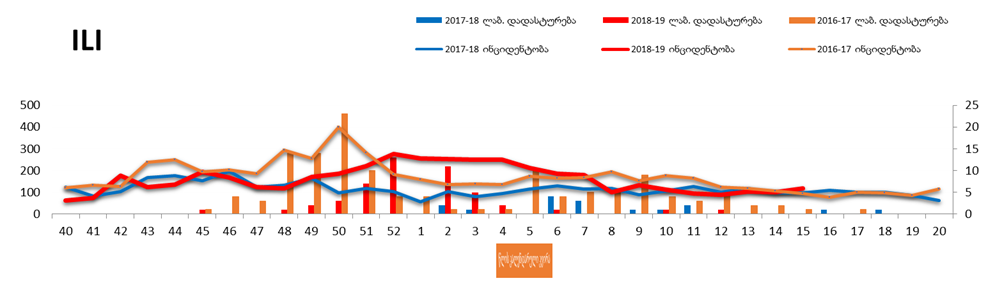 ILI
2017-18 ლაბ. დადასტურება 2018-19 ლაბ. დადასტურება 2016-17 ლაბ. დადასტურება
2017-18 ინციდენტობა 2018-19 ინციდენტობა 2016-17 ინციდენტობა
500 25
400 20
300 15
200 10
100 5
0 0
40 41 42 43 44 45 46 47 48 49 50 51 52 1 2 3 4 5 6 7 8 9 10 11 12 13 14 15 16 17 18 19 20
წლის კალენდარული კვირა